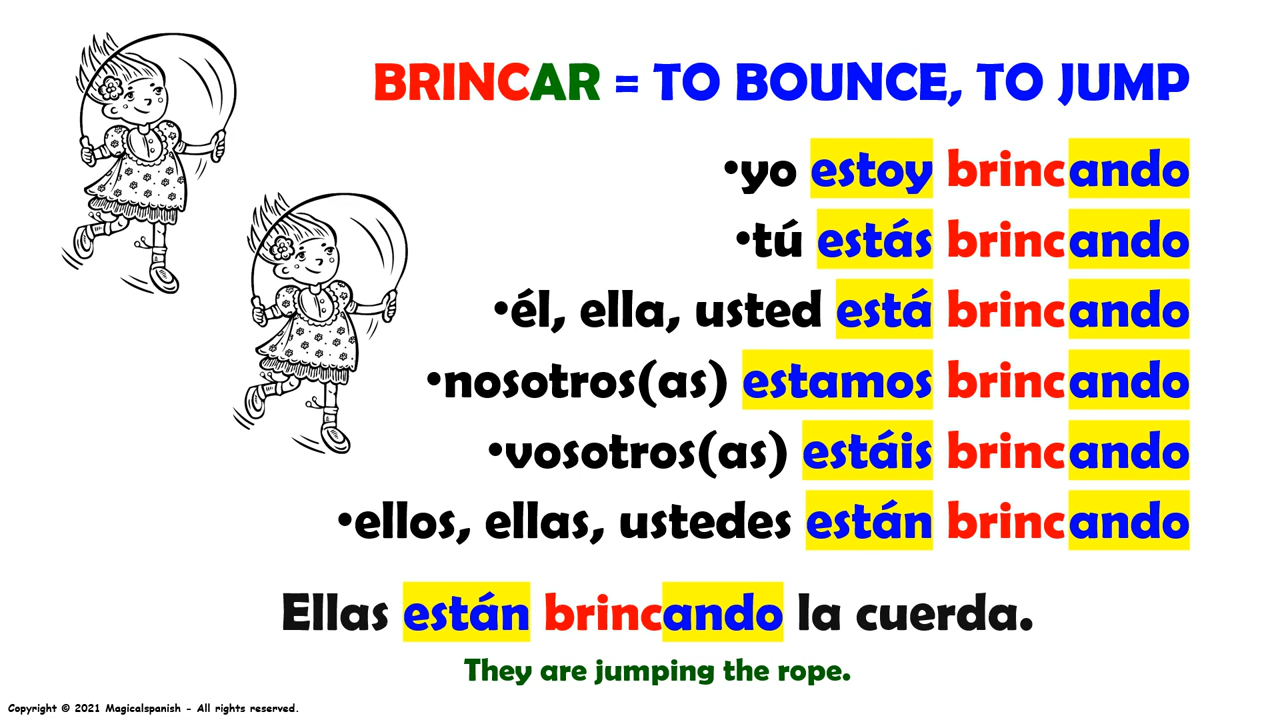 BRINCAR = TO BOUNCE, TO JUMP
•yo estoy brincando
•tú estás brincando
•él, ella, usted está brincando
•nosotros(as) estamos brincando
•vosotros(as) estáis brincando
•ellos, ellas, ustedes están brincando
Ellas están brincando la cuerda.
They are jumping the rope.
Copyright © 2021 Magicalspanish - All rights reserved.